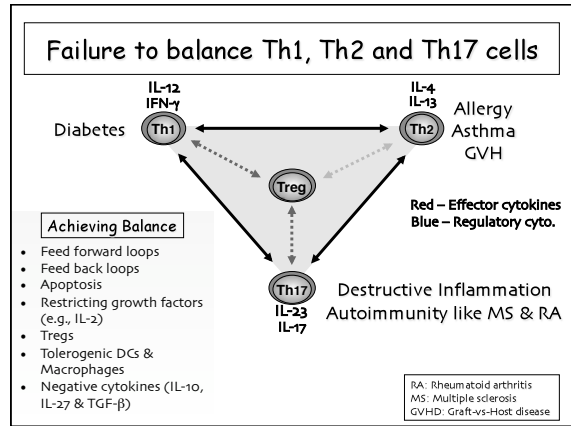 Failure to balance Th1, Th2 and Th17 cells
IL-12
IFN-γ
IL-4
IL-13
Diabetes
Th1
Th2
Allergy
Asthma
GVH
Treg
Red – Effector cytokines
Blue – Regulatory cyto.
Achieving Balance
• Feed forward loops
• Feed back loops
• Apoptosis
• Restricting growth factors
(e.g., IL-2)
• Tregs
• Tolerogenic DCs &
Macrophages
• Negative cytokines (IL-10,
IL-27 & TGF-β)
Th17
IL-23
IL-17
Destructive Inflammation
Autoimmunity like MS & RA
RA: Rheumatoid arthritis
MS: Multiple sclerosis
GVHD: Graft-vs-Host disease